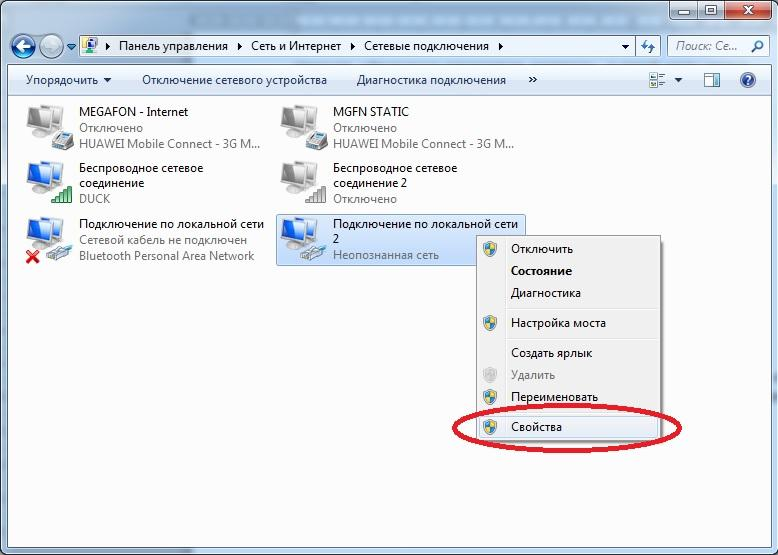 Панель управления ▸ Сеть и Интернет ▸ Сетевые подключения ▸
Поиск: Се...
Упорядочить ▾ Отключение сетевого устройства Диагностика подключения »
MEGAFON - Internet
Отключено
HUAWEI Mobile Connect - 3G M...
MGFN STATIC
Отключено
HUAWEI Mobile Connect - 3G M...
Беспроводное сетевое
соединение
DUCK
Беспроводное сетевое
соединение 2
Отключено
Подключение по локальной сети
Сетевой кабель не подключен
Bluetooth Personal Area Network
Подключение по локальной сети
2
Неопознанная сеть
Отключить
Состояние
Диагностика
Настройка моста
Создать ярлык
Удалить
Переименовать
Свойства